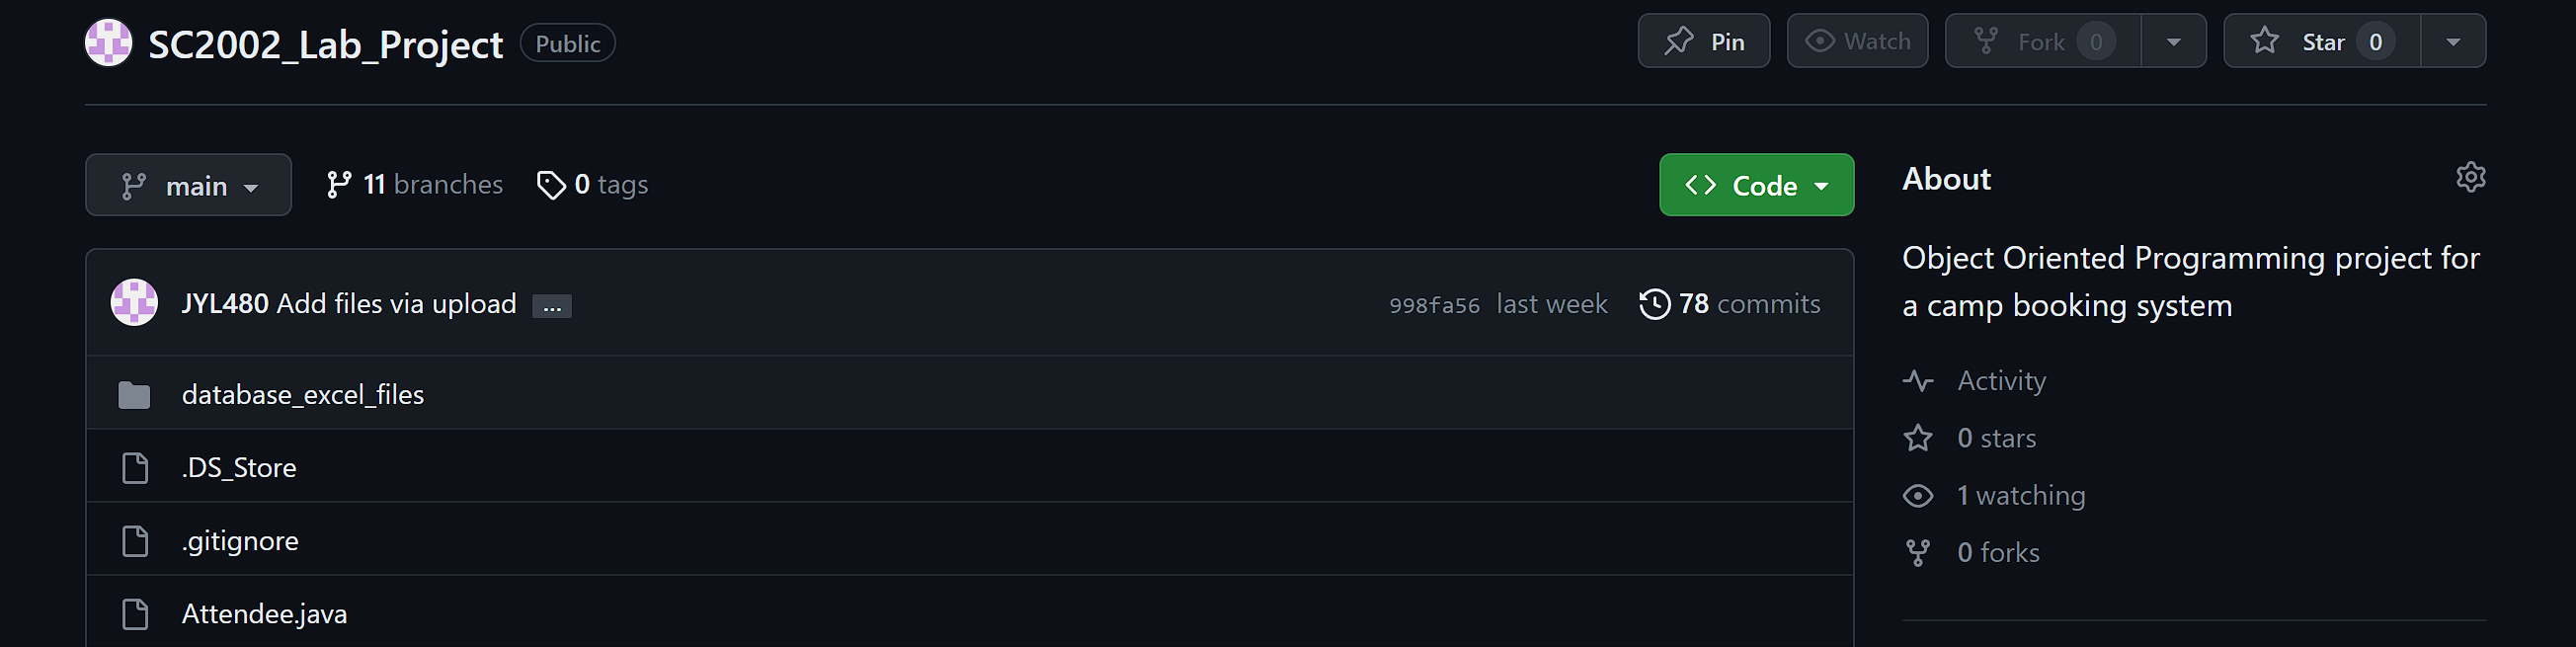 SC2002_Lab_Project Public Pin Watch Fork 0 Star 0
main 11 branches 0 tags Code
JYL480 Add files via upload ... 998fa56 last week 78 commits
database_excel_files
.DS_Store
.gitignore
Attendee.java
About
Object Oriented Programming project for
a camp booking system
Activity
0 stars
1 watching
0 forks